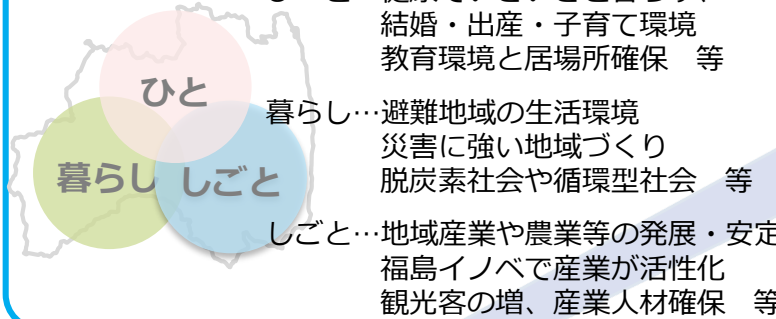 結婚・出産・子育て環境
教育環境と居場所確保　等
ひと
暮らし…避難地域の生活環境
災害に強い地域づくり
暮らし しごと
脱炭素社会や循環型社会　等
しごと…地域産業や農業等の発展・安定
福島イノベで産業が活性化
観光客の増、産業人材確保　等